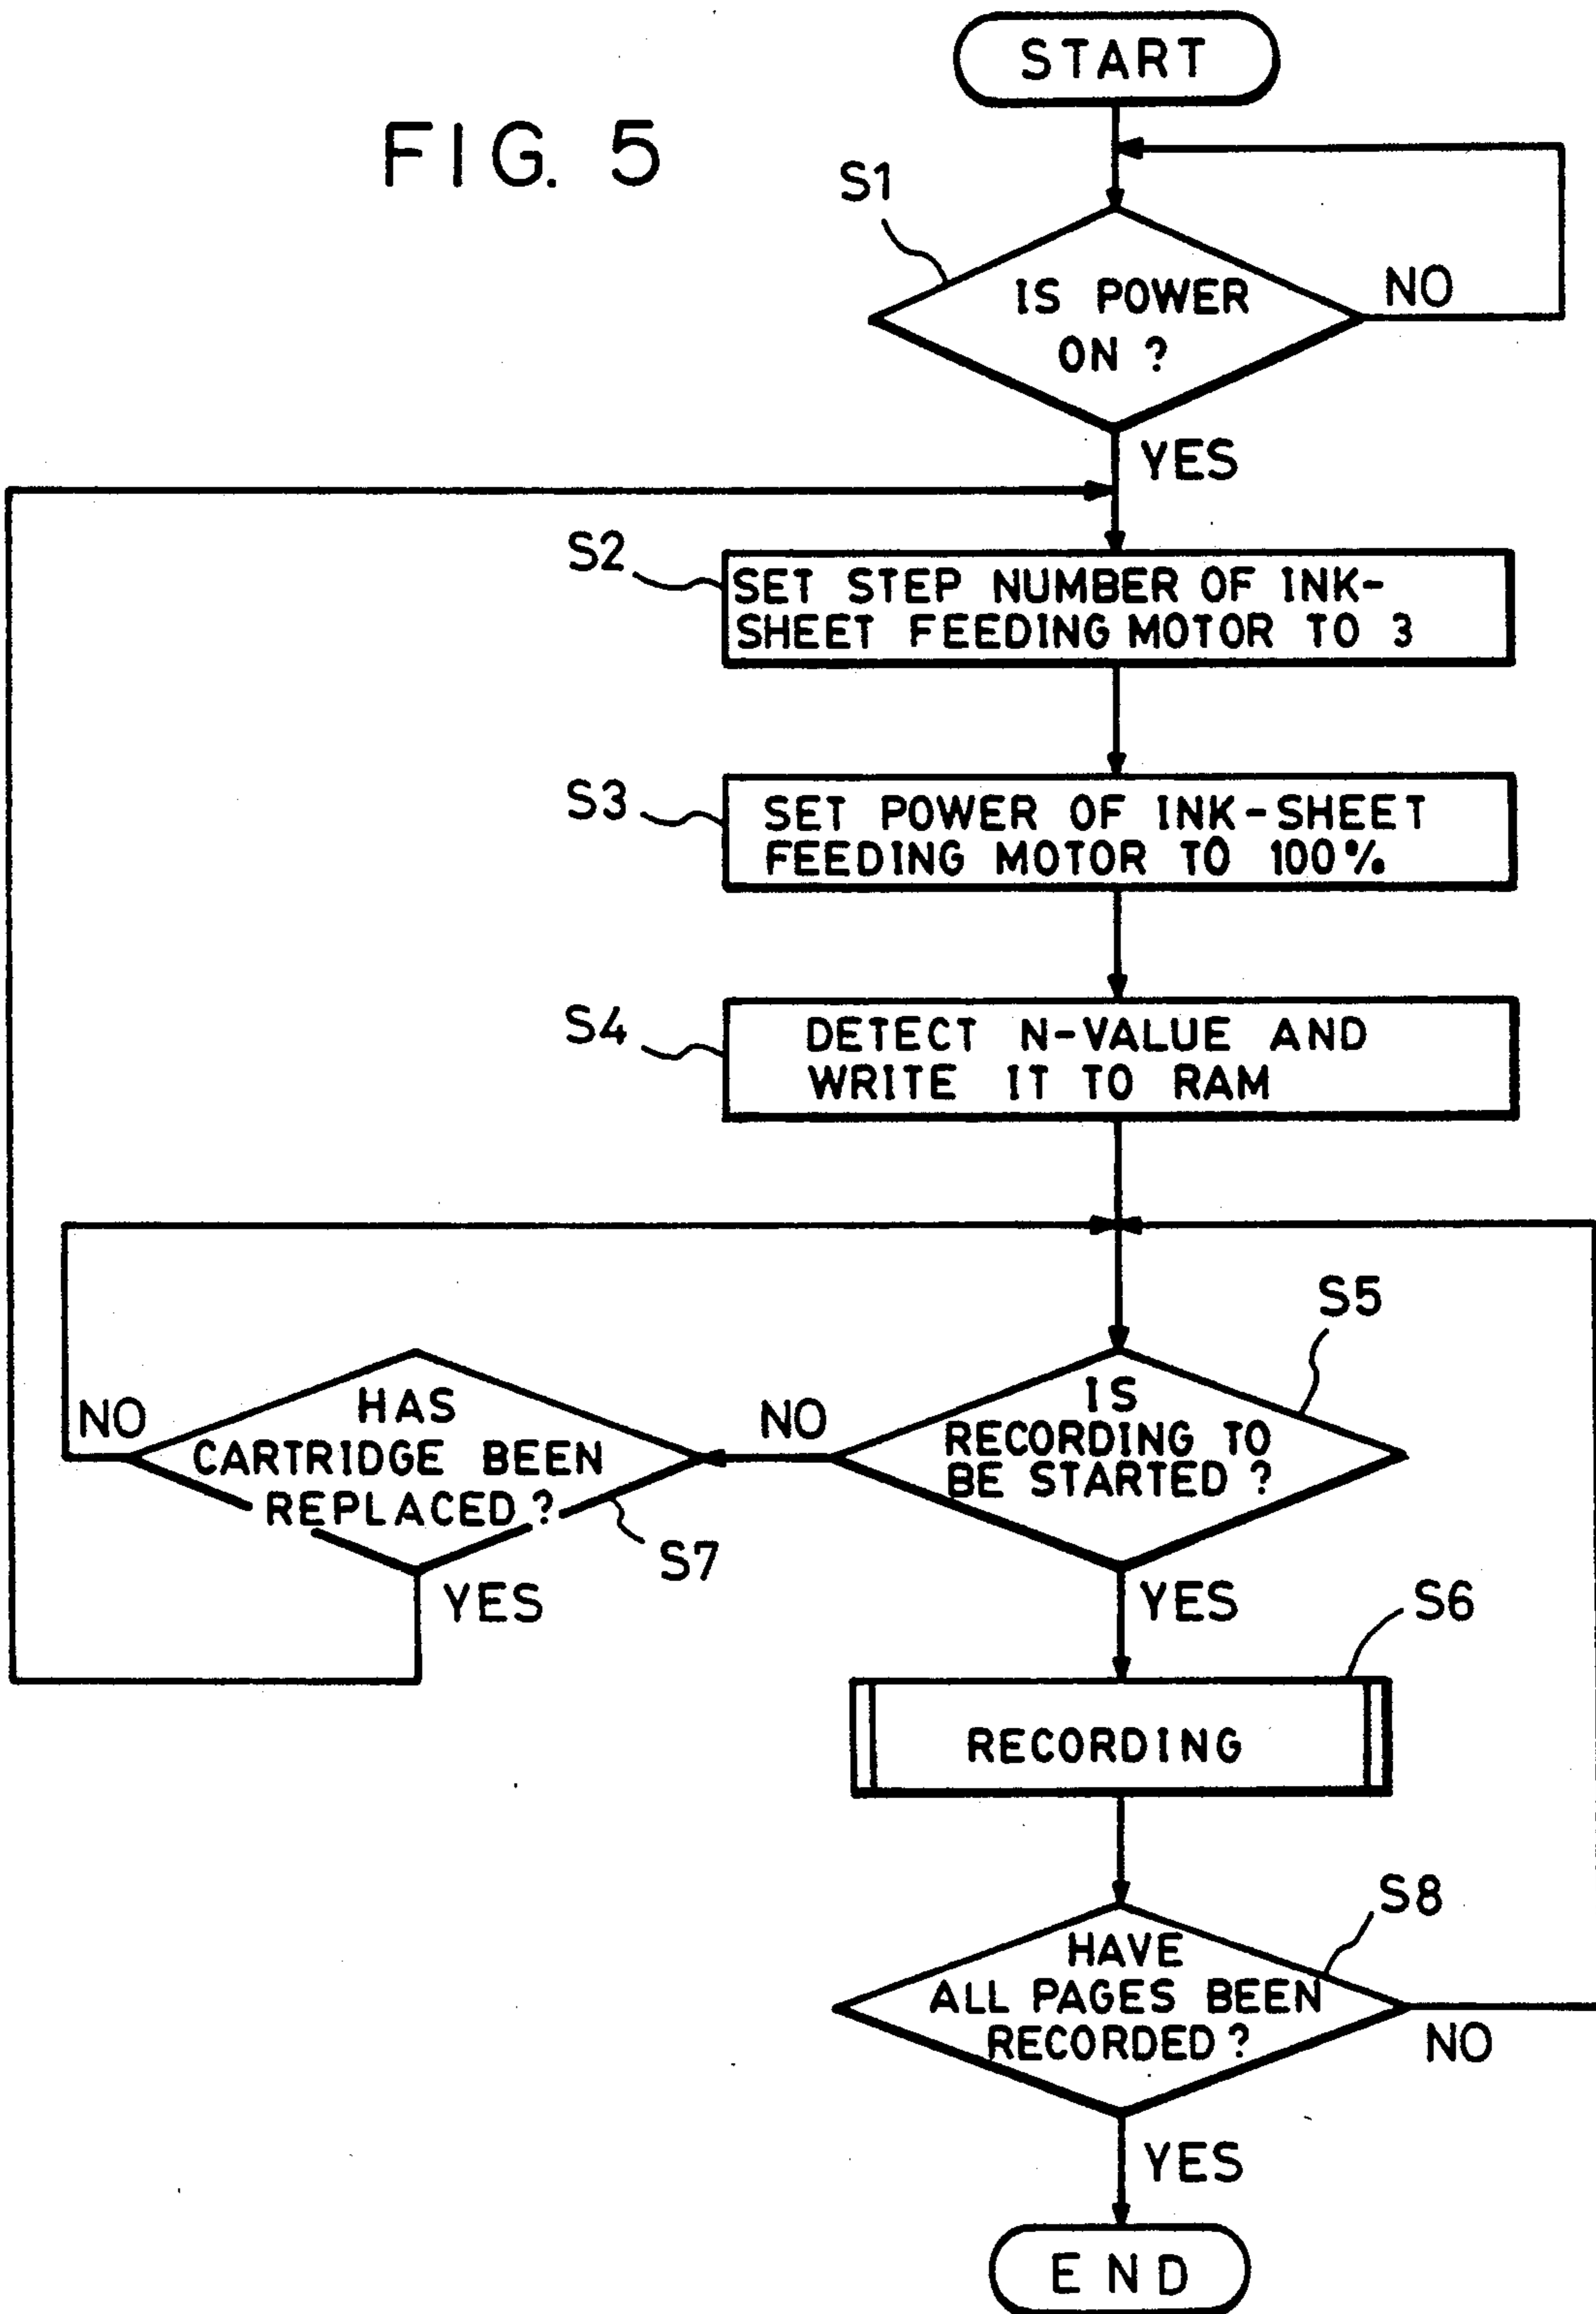 START
FIG. 5
S1
IS POWER
ON ?
NO
YES
S2
SET STEP NUMBER OF INK-
SHEET FEEDING MOTOR TO 3
S3
SET POWER OF INK-SHEET
FEEDING MOTOR TO 100%
S4
DETECT N-VALUE AND
WRITE IT TO RAM
S5
IS
RECORDING TO
BE STARTED ?
NO
HAS
CARTRIDGE BEEN
REPLACED ?
NO
S7
YES
YES
S6
RECORDING
S8
HAVE
ALL PAGES BEEN
RECORDED ?
NO
YES
END